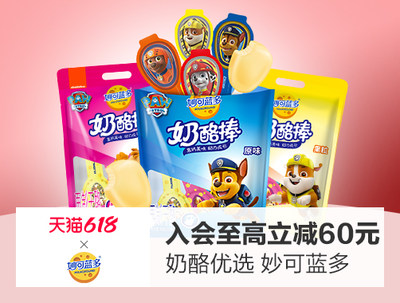 妙可蓝多
妙可蓝多
妙可蓝多
奶酪棒
奶酪棒
奶酪棒
原味
天猫618
×
妙可蓝多
入会至高立减60元
奶酪优选 妙可蓝多